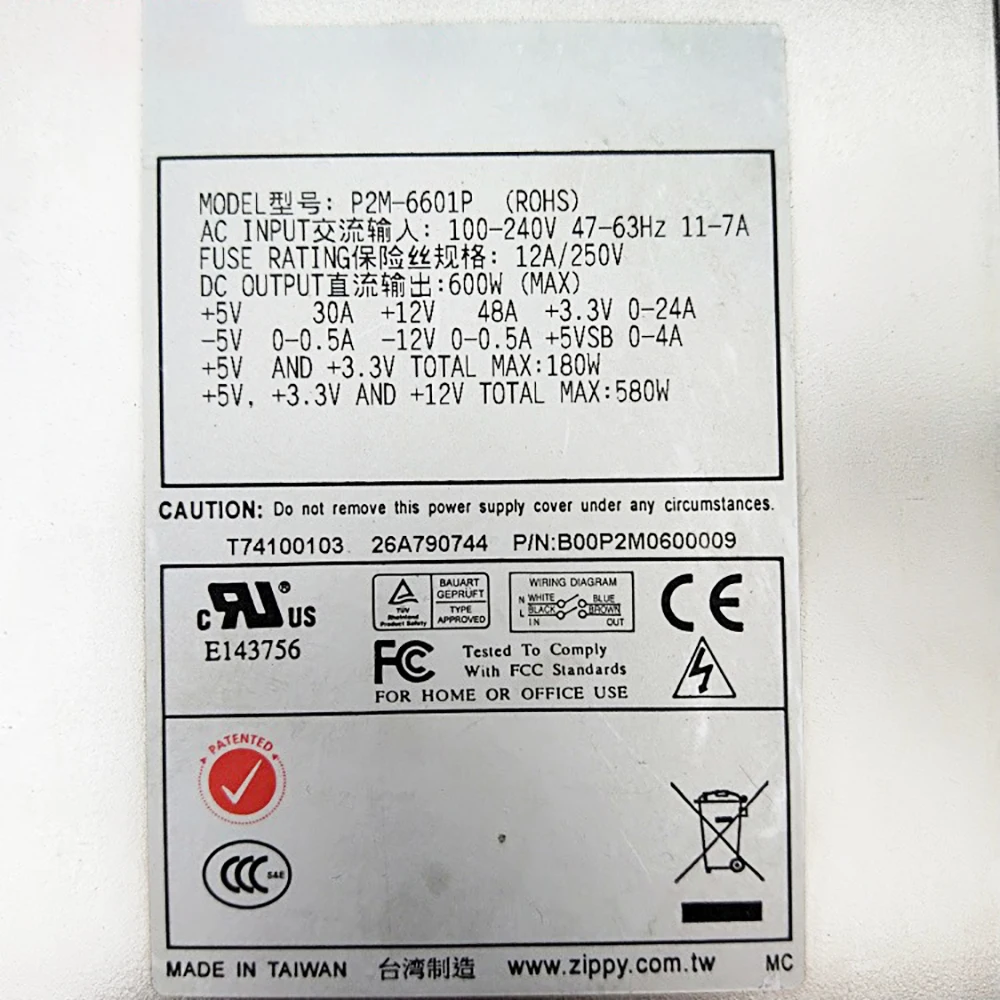 MODEL型号: P2M-6601P (ROHS)
AC INPUT交流输入: 100-240V 47-63Hz 11-7A
FUSE RATING保险丝规格: 12A/250V
DC OUTPUT直流输出:600W (MAX)
+5V 30A +12V 48A +3.3V 0-24A
-5V 0-0.5A -12V 0-0.5A +5VSB 0-4A
+5V AND +3.3V TOTAL MAX:180W
+5V, +3.3V AND +12V TOTAL MAX:580W
CAUTION: Do not remove this power supply cover under any circumstances.
T74100103 26A790744 P/N:B00P2M0600009
c RU ® US
E143756
TÜV
Rheinland
Product Safety
BAUART
GEPRÜFT
TYPE
APPROVED
WIRING DIAGRAM
N WHITE BLUE
L BLACK BROWN
IN OUT
CE
FC
Tested To Comply
With FCC Standards
FOR HOME OR OFFICE USE
PATENTED
CCC S&E
MADE IN TAIWAN 台湾制造 www.zippy.com.tw MC